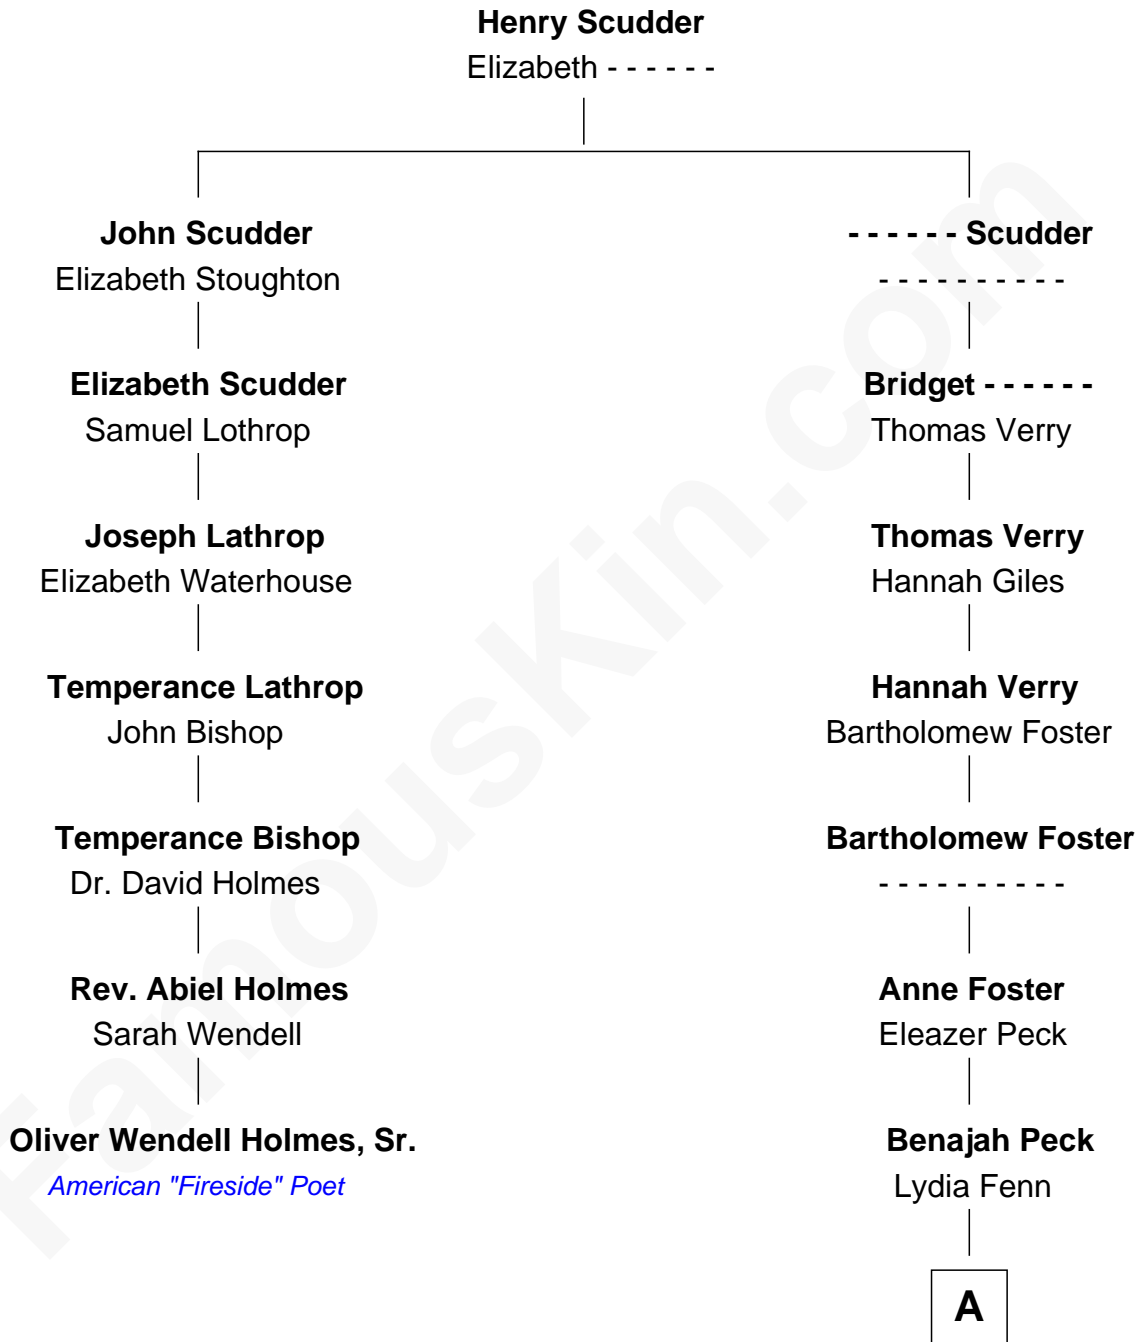 Henry Scudder
Elizabeth - - - - - -
John Scudder
Elizabeth Stoughton
- - - - - - Scudder
- - - - - - - - - -
Elizabeth Scudder
Samuel Lothrop
Bridget - - - - - -
Thomas Verry
Joseph Lathrop
Elizabeth Waterhouse
Thomas Verry
Hannah Giles
Temperance Lathrop
John Bishop
Hannah Verry
Bartholomew Foster
Temperance Bishop
Dr. David Holmes
Bartholomew Foster
- - - - - - - - - -
Rev. Abiel Holmes
Sarah Wendell
Anne Foster
Eleazer Peck
Oliver Wendell Holmes, Sr.
American "Fireside" Poet
Benajah Peck
Lydia Fenn
A
FamousKin.com